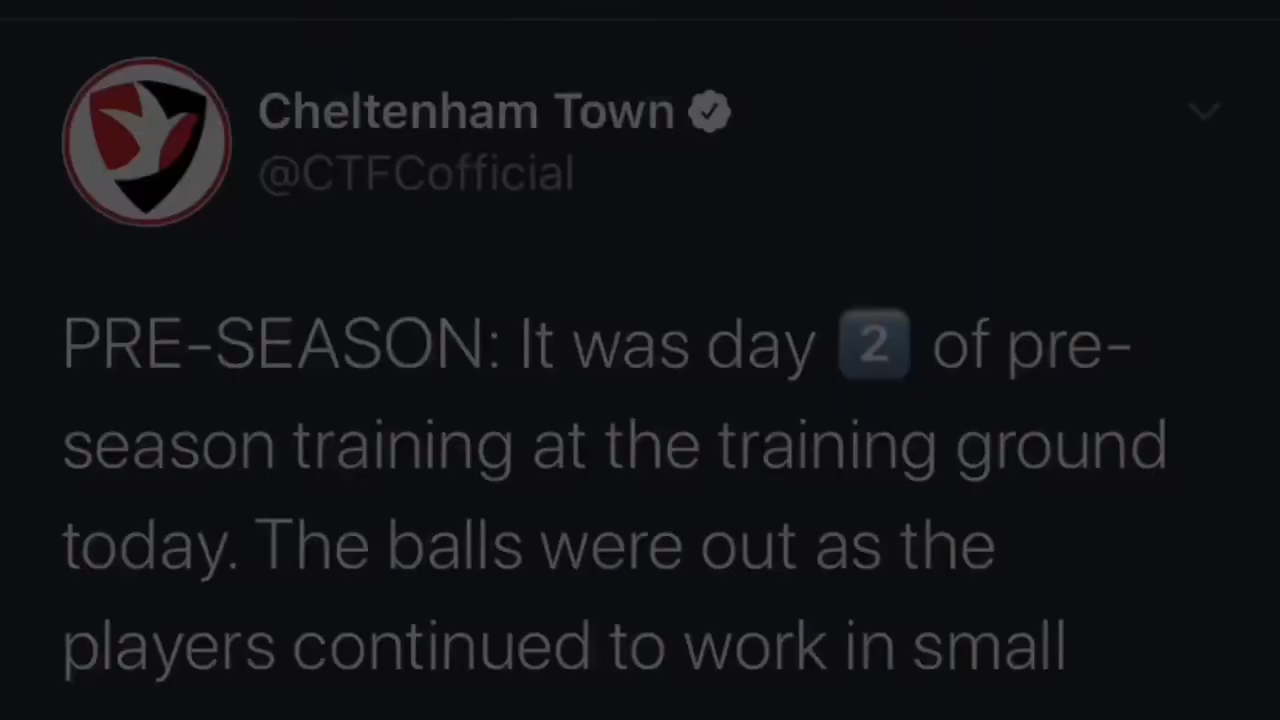 Cheltenham Town
@CTFCofficial
PRE-SEASON: It was day 2️⃣ of pre-
season training at the training ground
today. The balls were out as the
players continued to work in small